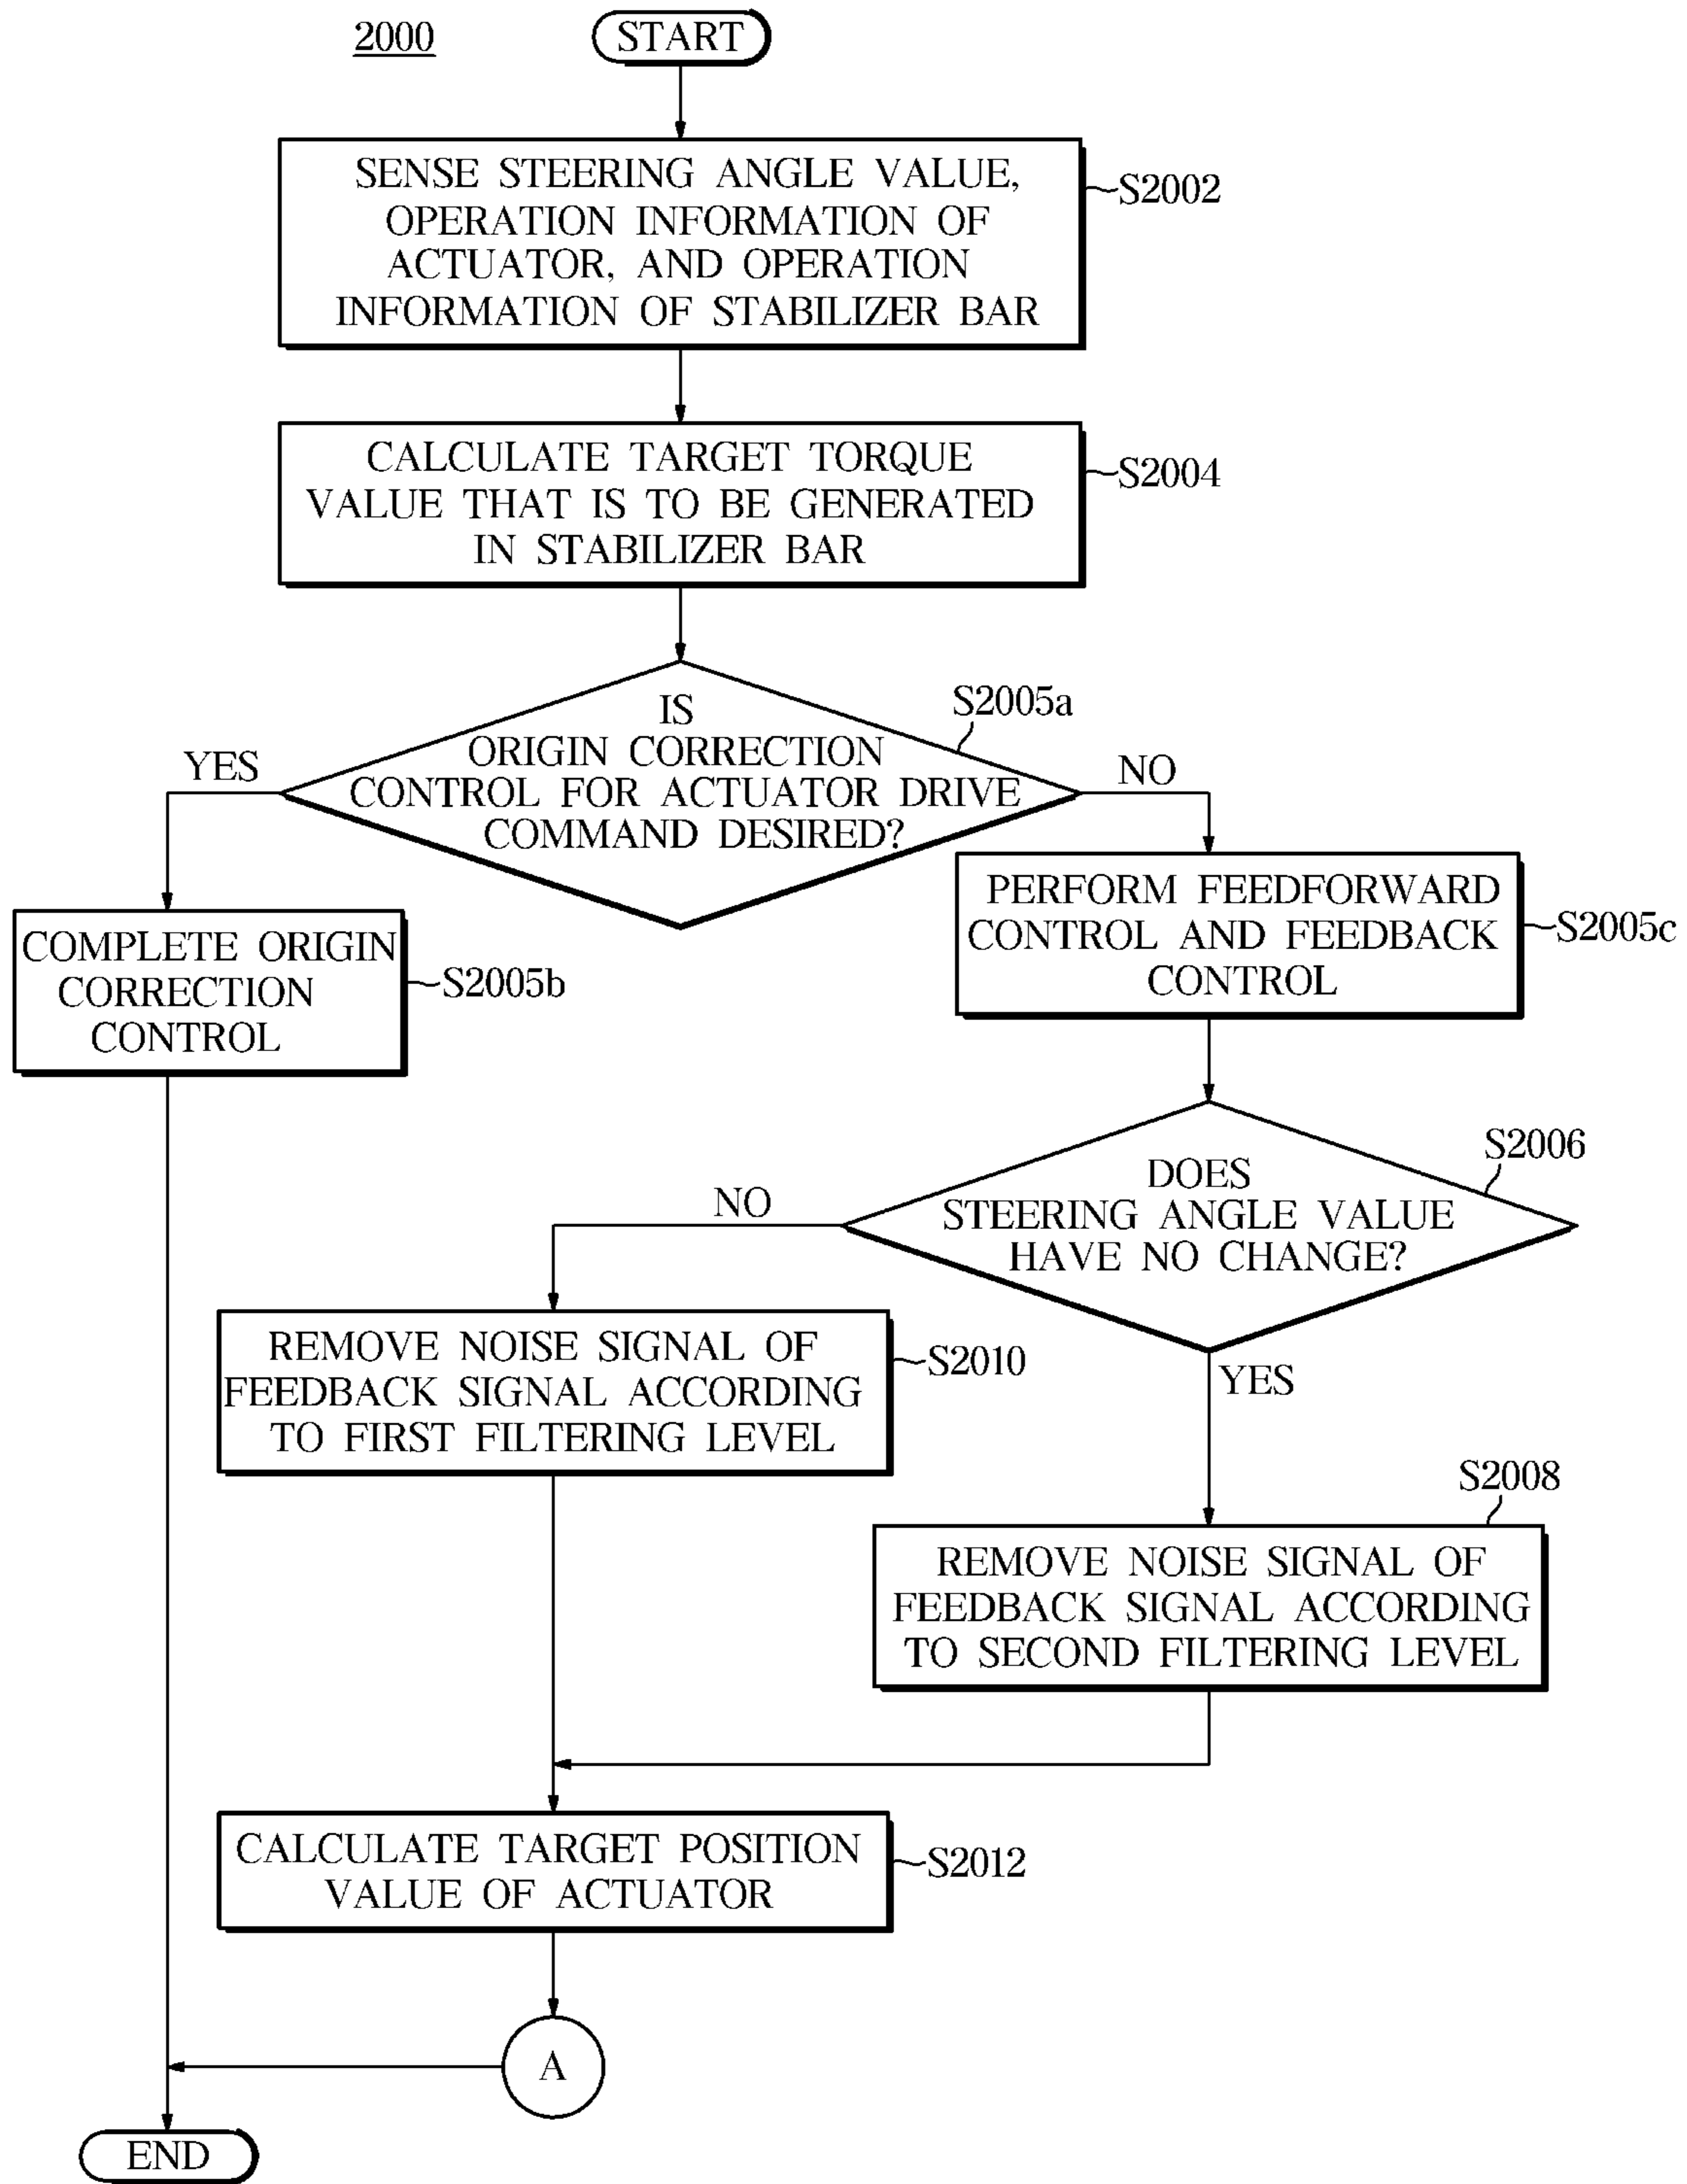 2000
START
SENSE STEERING ANGLE VALUE,
OPERATION INFORMATION OF
ACTUATOR, AND OPERATION
INFORMATION OF STABILIZER BAR
S2002
CALCULATE TARGET TORQUE
VALUE THAT IS TO BE GENERATED
IN STABILIZER BAR
S2004
IS
ORIGIN CORRECTION
CONTROL FOR ACTUATOR DRIVE
COMMAND DESIRED?
S2005a
YES
NO
COMPLETE ORIGIN
CORRECTION
CONTROL
S2005b
PERFORM FEEDFORWARD
CONTROL AND FEEDBACK
CONTROL
S2005c
DOES
STEERING ANGLE VALUE
HAVE NO CHANGE?
S2006
NO
YES
REMOVE NOISE SIGNAL OF
FEEDBACK SIGNAL ACCORDING
TO FIRST FILTERING LEVEL
S2010
S2008
REMOVE NOISE SIGNAL OF
FEEDBACK SIGNAL ACCORDING
TO SECOND FILTERING LEVEL
CALCULATE TARGET POSITION
VALUE OF ACTUATOR
S2012
A
END